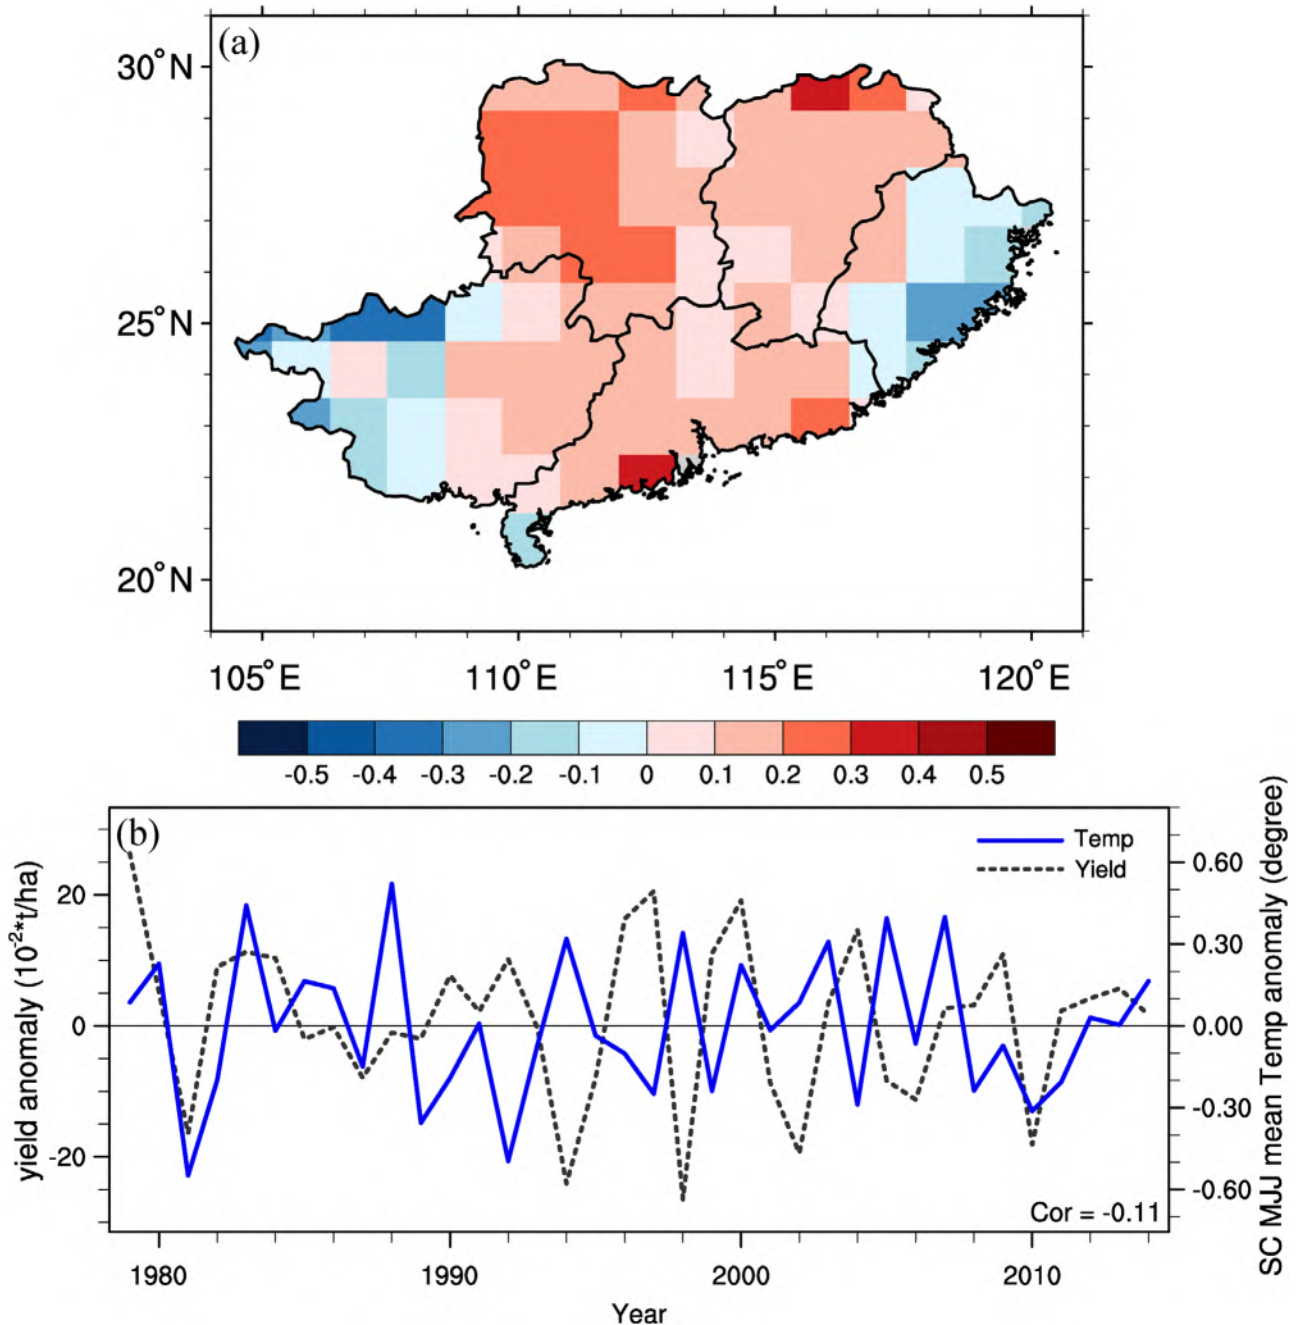 (a)
30°N
25°N
20°N
105°E 110°E 115°E 120°E
-0.5 -0.4 -0.3 -0.2 -0.1 0 0.1 0.2 0.3 0.4 0.5
(b)
Temp
Yield
yield anomaly (10⁻²*t/ha)
20
0
-20
0.60
0.30
0.00
-0.30
-0.60
SC MJJ mean Temp anomaly (degree)
Cor = -0.11
1980 1990 2000 2010
Year